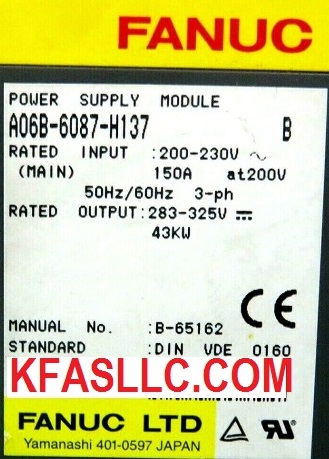 FANUC
POWER SUPPLY MODULE
A06B-6087-H137 B
RATED INPUT :200-230V ~
(MAIN) 150A at200V
50Hz/60Hz 3-ph
RATED OUTPUT:283-325V ⎓
43KW
CE
MANUAL No. :B-65162
STANDARD :DIN VDE 0160
KFASLLC.COM
FANUC LTD
Yamanashi 401-0597 JAPAN